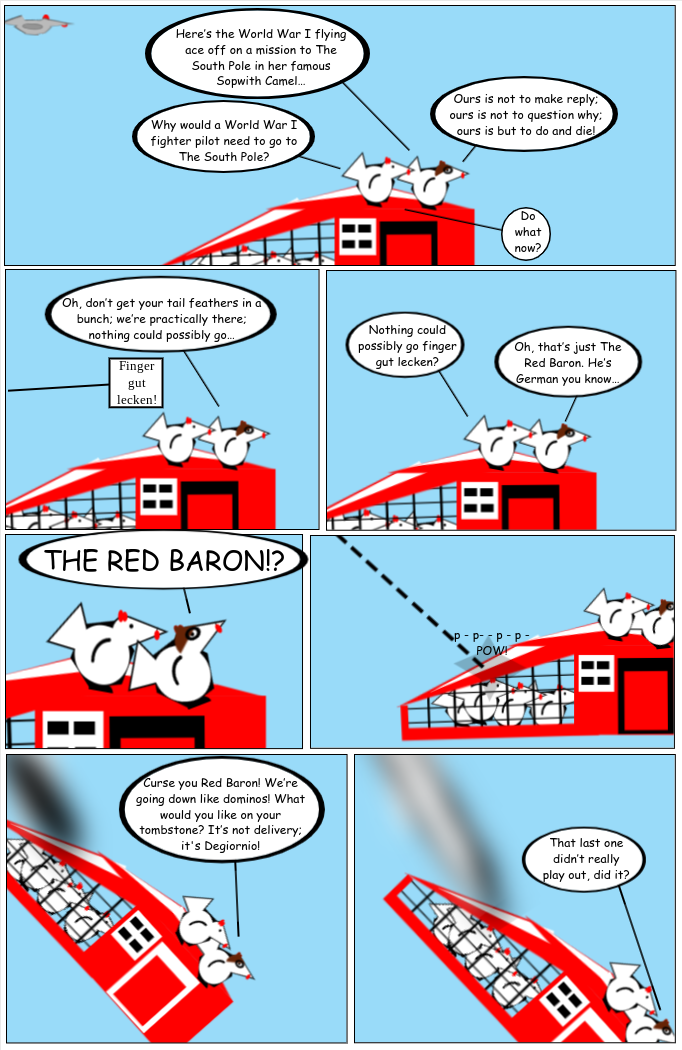 Here's the World War I flying
ace off on a mission to The
South Pole in her famous
Sopwith Camel...
Why would a World War I
fighter pilot need to go to
The South Pole?
Ours is not to make reply;
ours is not to question why;
ours is but to do and die!
Do
what
now?
Oh, don't get your tail feathers in a
bunch; we're practically there;
nothing could possibly go...
Finger
gut
lecken!
Nothing could
possibly go finger
gut lecken?
Oh, that's just The
Red Baron. He's
German you know...
THE RED BARON!?
p - p- - p - p -
POW!
Curse you Red Baron! We're
going down like dominos! What
would you like on your
tombstone? It's not delivery;
it's Degiornio!
That last one
didn't really
play out, did it?